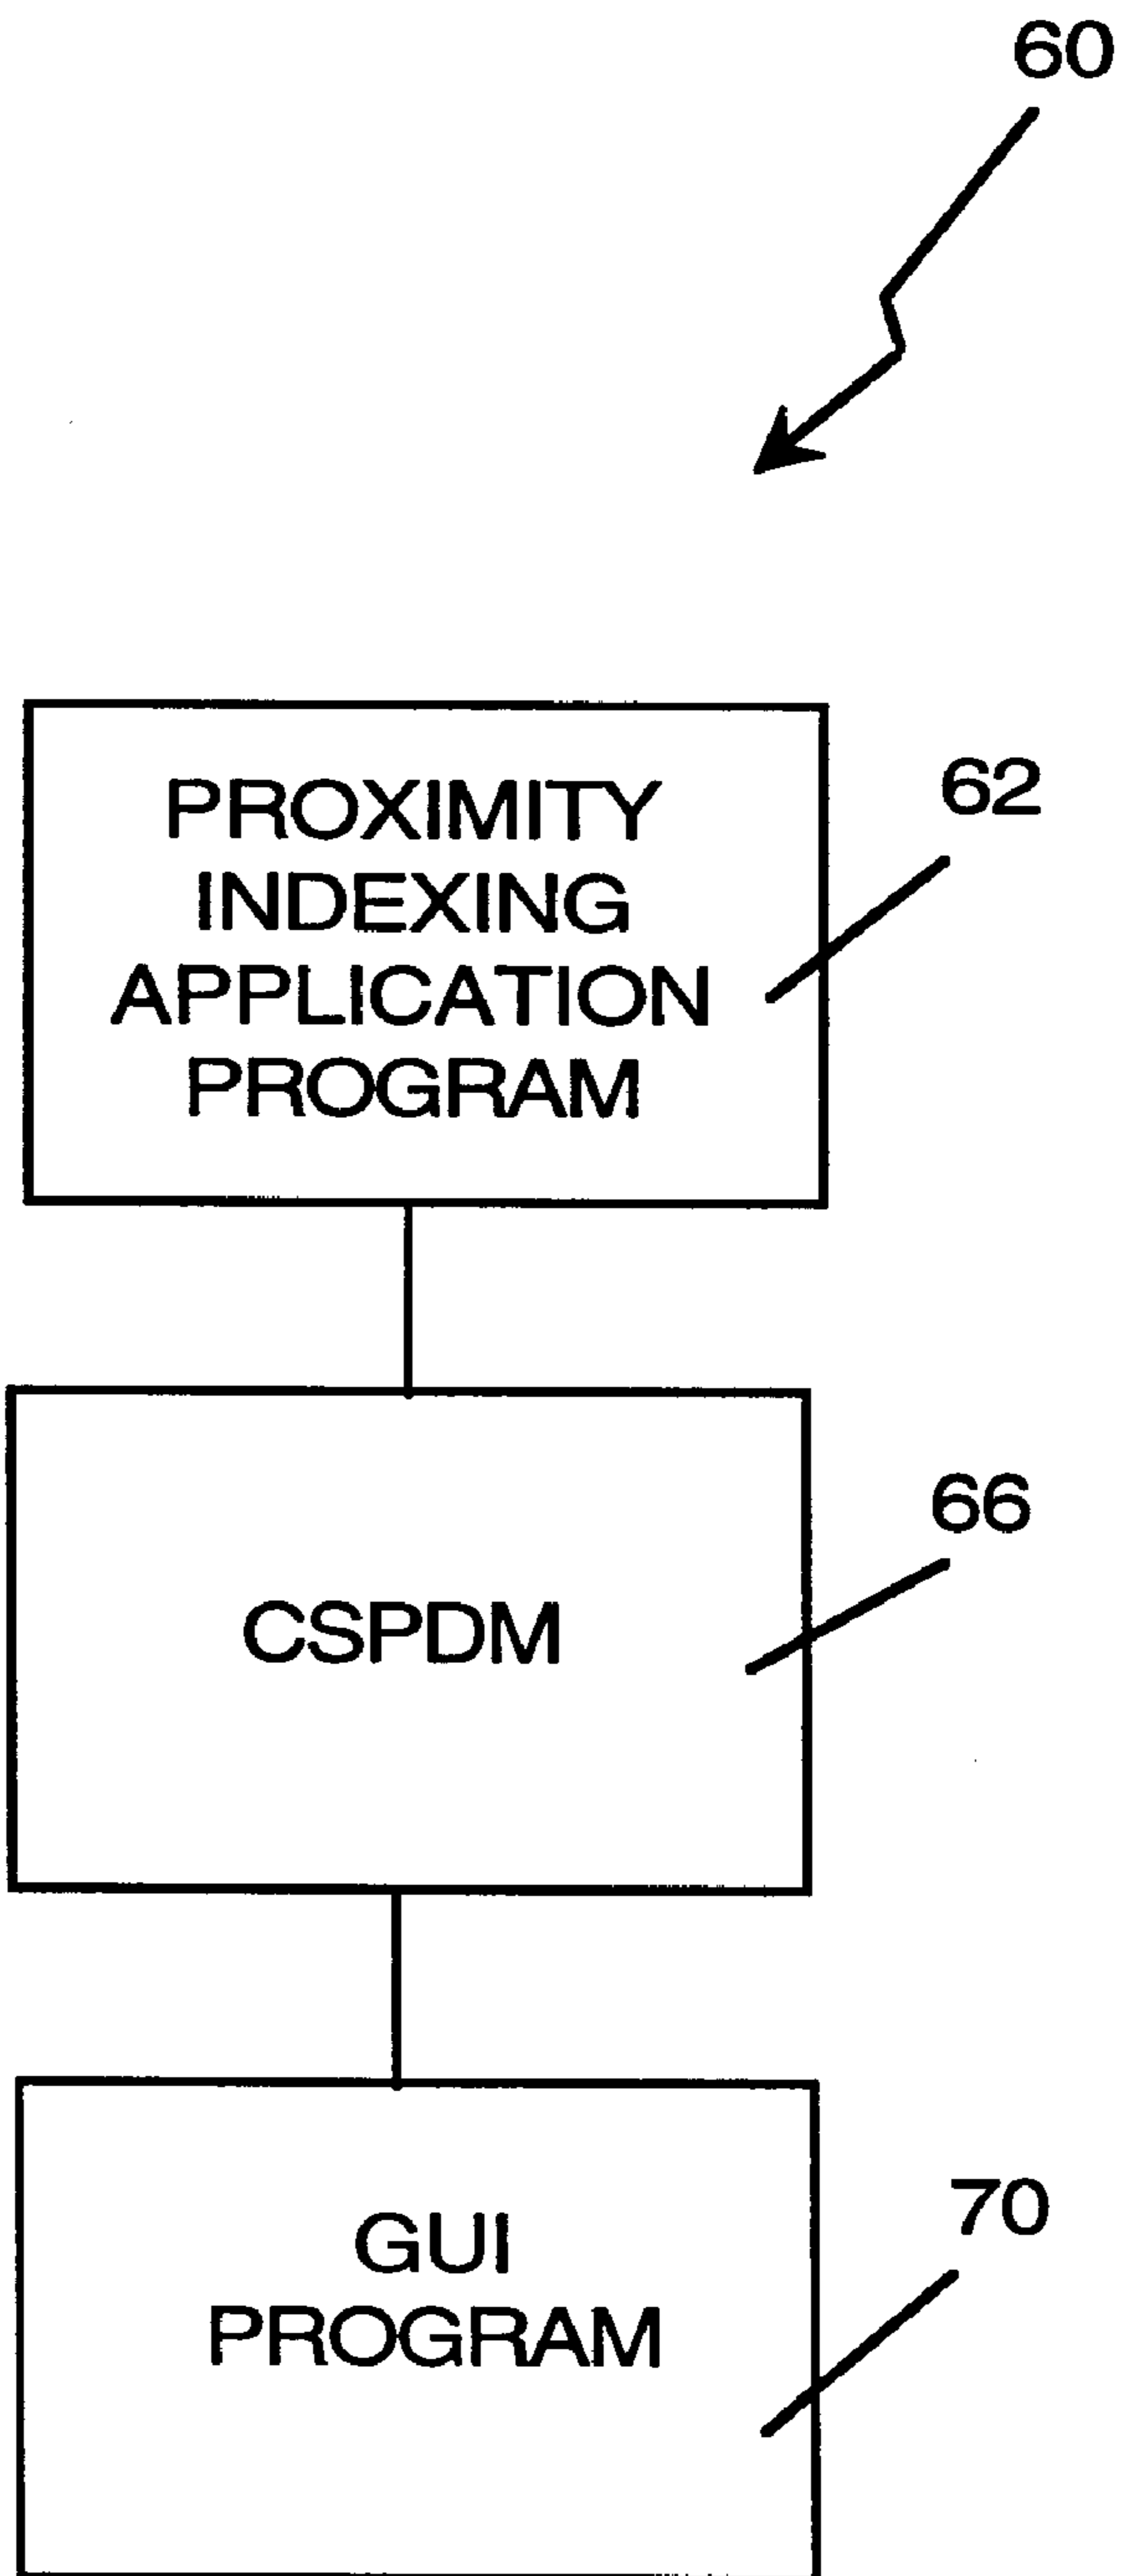 60
PROXIMITY
INDEXING
APPLICATION
PROGRAM
62
CSPDM
66
GUI
PROGRAM
70